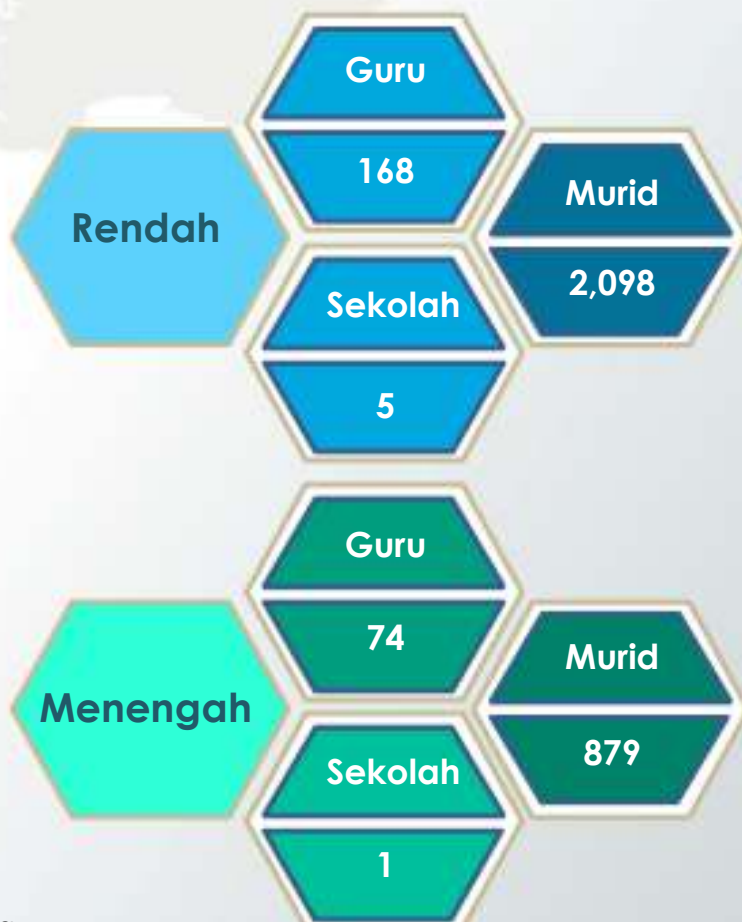 Rendah
Guru
168
Sekolah
5
Murid
2,098
Menengah
Guru
74
Sekolah
1
Murid
879